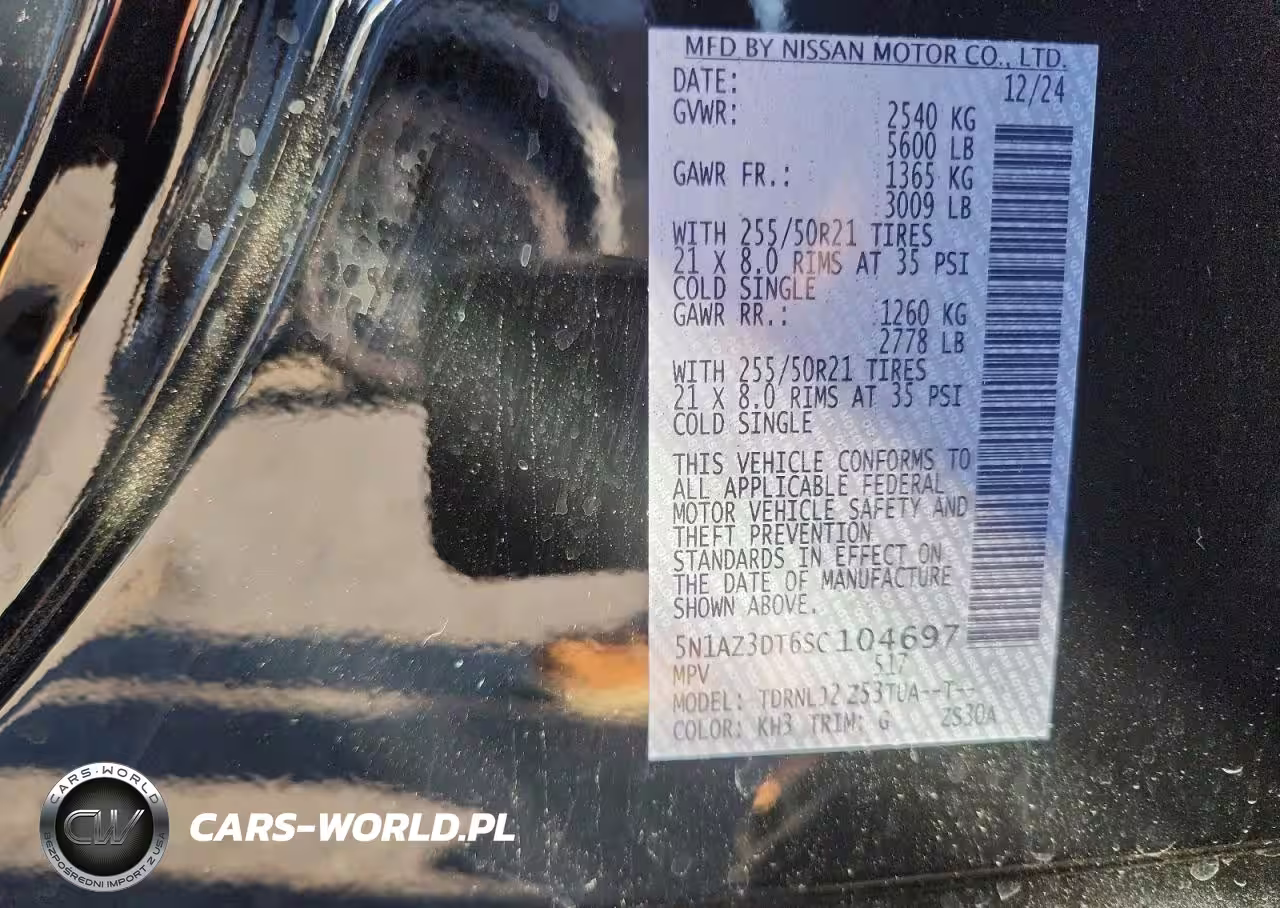 MFD BY NISSAN MOTOR CO., LTD.
DATE: 12/24
GVWR: 2540 KG
5600 LB
GAWR FR.: 1365 KG
3009 LB
WITH 255/50R21 TIRES
21 X 8.0 RIMS AT 35 PSI
COLD SINGLE
GAWR RR.: 1260 KG
2778 LB
WITH 255/50R21 TIRES
21 X 8.0 RIMS AT 35 PSI
COLD SINGLE
THIS VEHICLE CONFORMS TO
ALL APPLICABLE FEDERAL
MOTOR VEHICLE SAFETY AND
THEFT PREVENTION
STANDARDS IN EFFECT ON
THE DATE OF MANUFACTURE
SHOWN ABOVE.
5N1AZ3DT6SC104697
MPV 517
MODEL: Z53TUA--T--
COLOR: KH3 TRIM: G ZS30A
CARS-WORLD
CW
BEZPOŚREDNI IMPORT Z USA
CARS-WORLD.PL